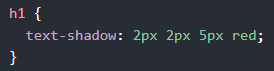 h1 {
  text-shadow: 2px 2px 5px red;
}